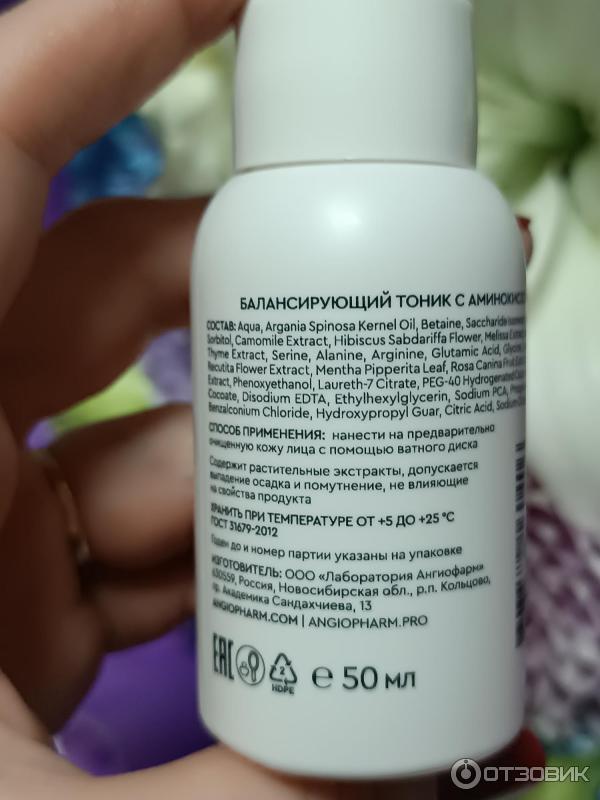 БАЛАНСИРУЮЩИЙ ТОНИК С
СОСТАВ: Aqua, Argania Spinosa Kernel Oil, Betaine, Saccharide
Sorbitol, Camomile Extract, Hibiscus Sabdariffa Flower, Melissa
Thyme Extract, Serine, Alanine, Arginine, Glutamic Acid,
Recutita Flower Extract, Mentha Pipperita Leaf, Rosa Canina Fruit
Extract, Phenoxyethanol, Laureth-7 Citrate, PEG-40 Hydrogenated
Cocoate, Disodium EDTA, Ethylhexylglycerin, Sodium PCA,
Benzalconium Chloride, Hydroxypropyl Guar, Citric Acid, Sodium
СПОСОБ ПРИМЕНЕНИЯ: нанести на предварительно
очищенную кожу лица с помощью ватного диска
Содержит растительные экстракты, допускается
выпадение осадка и помутнение, не влияющие
на свойства продукта
ХРАНИТЬ ПРИ ТЕМПЕРАТУРЕ ОТ +5 ДО +25 °С
ГОСТ 31679-2012
Годен до и номер партии указаны на упаковке
ИЗГОТОВИТЕЛЬ: ООО «Лаборатория Ангиофарм»
630559, Россия, Новосибирская обл., р.п. Кольцово,
пр. Академика Сандахчиева, 13
ANGIOPHARM.COM | ANGIOPHARM.PRO
EAC 2 HDPE e 50 мл
ОТЗОВИК